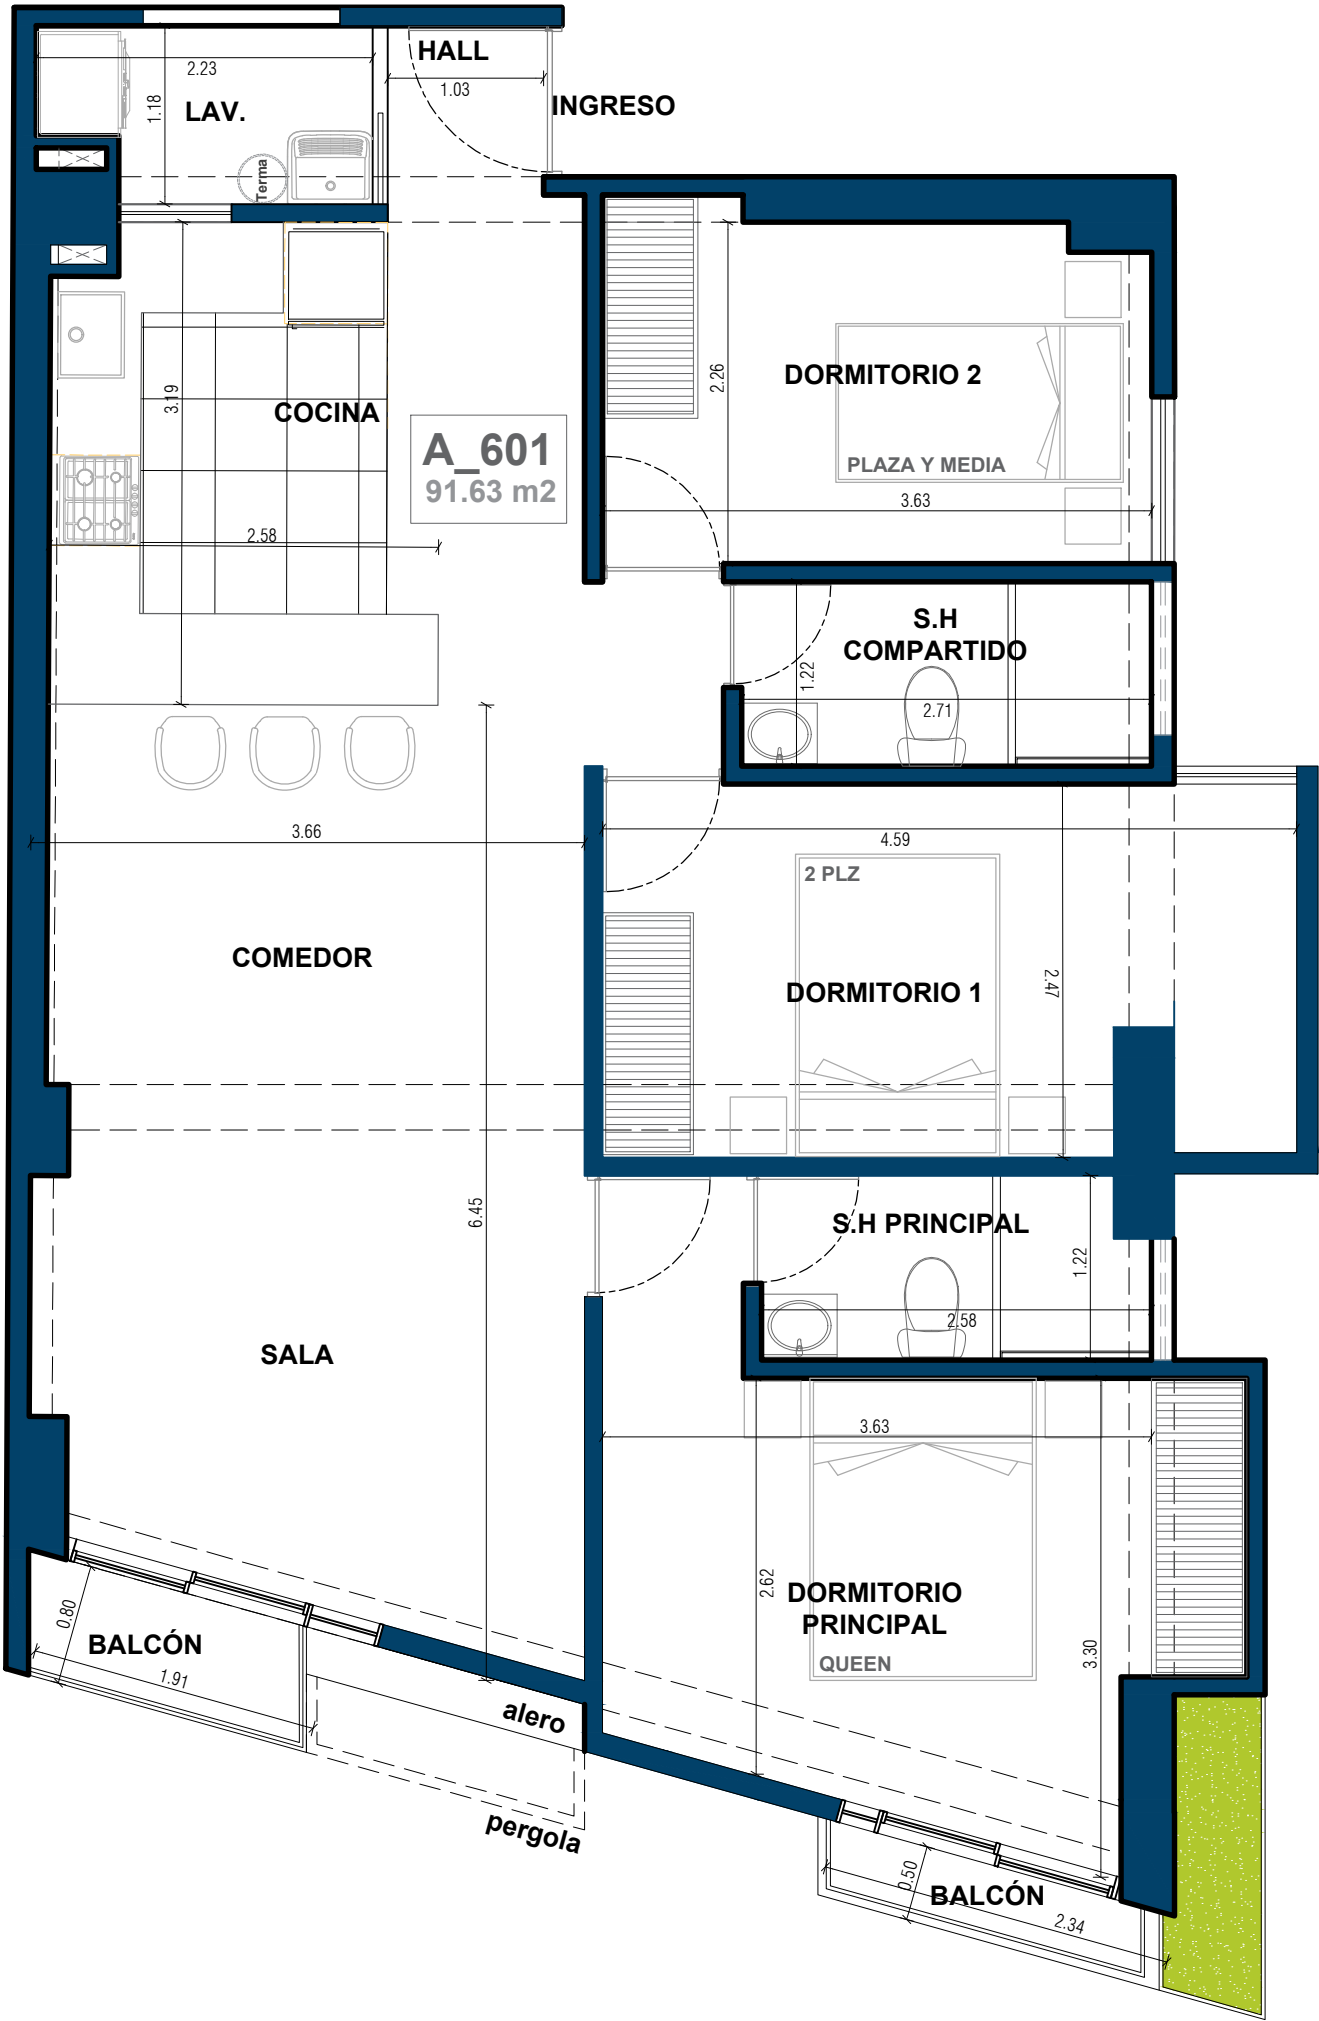 HALL
2.23
1.03
INGRESO
1.18
LAV.
Terma
2.26
DORMITORIO 2
3.19
COCINA
A_601
91.63 m2
PLAZA Y MEDIA
3.63
2.58
S.H
COMPARTIDO
1.22
2.71
3.66
4.59
2 PLZ
COMEDOR
DORMITORIO 1
2.47
6.45
S.H PRINCIPAL
1.22
2.58
SALA
3.63
2.62
DORMITORIO
PRINCIPAL
QUEEN
3.30
0.80
BALCÓN
1.91
alero
pergola
0.50
BALCÓN
2.34